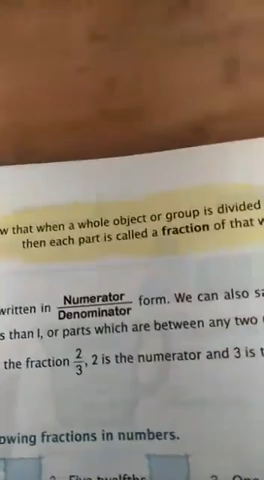 w that when a whole object or group is divided
then each part is called a fraction of that
written in Numerator/Denominator form. We can also
s than 1, or parts which are between any two
the fraction 2/3, 2 is the numerator and 3 is
owing fractions in numbers.
Five twelfths